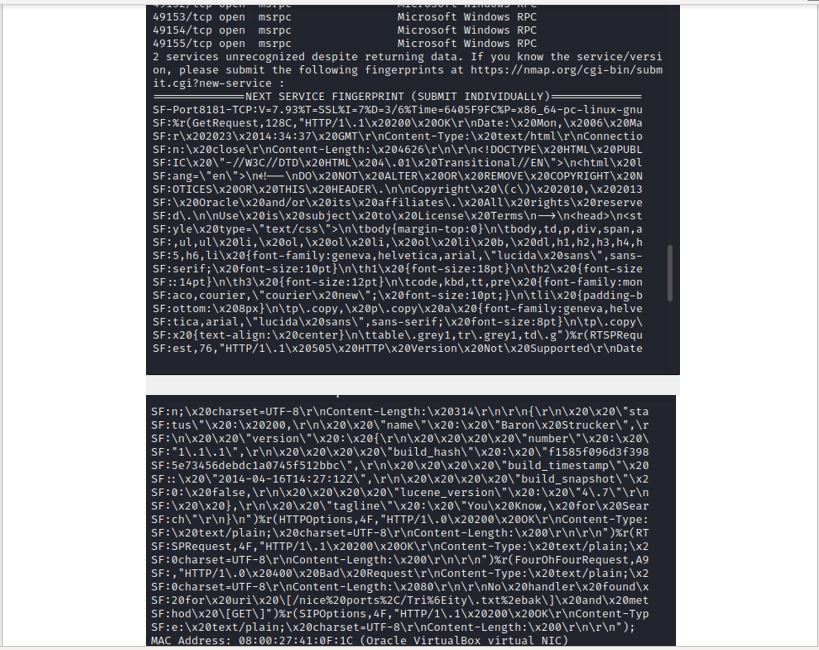 49152/tcp open  msrpc              Microsoft Windows RPC
49153/tcp open  msrpc              Microsoft Windows RPC
49154/tcp open  msrpc              Microsoft Windows RPC
49155/tcp open  msrpc              Microsoft Windows RPC
2 services unrecognized despite returning data. If you know the service/versi
on, please submit the following fingerprints at https://nmap.org/cgi-bin/subm
it.cgi?new-service :
==============NEXT SERVICE FINGERPRINT (SUBMIT INDIVIDUALLY)==============
SF-Port8181-TCP:V=7.93%T=SSL%I=7%D=3/6%Time=6405F9FC%P=x86_64-pc-linux-gnu
SF:%r(GetRequest,128C,"HTTP/1\.1\x20200\x20OK\r\nDate:\x20Mon,\x2006\x20Ma
SF:r\x202023\x2014:34:37\x20GMT\r\nContent-Type:\x20text/html\r\nConnectio
SF:n:\x20close\r\nContent-Length:\x204626\r\n\r\n<!DOCTYPE\x20HTML\x20PUBL
SF:IC\x20\"-//W3C//DTD\x20HTML\x204\.01\x20Transitional//EN\">\n<html\x20l
SF:ang=\"en\">\n<!--\nDO\x20NOT\x20ALTER\x20OR\x20REMOVE\x20COPYRIGHT\x20N
SF:OTICES\x20OR\x20THIS\x20HEADER\.\n\nCopyright\x20\(c\)\x202010,\x202013
SF:\x20Oracle\x20and/or\x20its\x20affiliates\.\x20All\x20rights\x20reserve
SF:d\.\n\nUse\x20is\x20subject\x20to\x20License\x20Terms\n-->\n<head>\n<st
SF:yle\x20type=\"text/css\">\n\tbody{margin-top:0}\n\tbody,td,p,div,span,a
SF:,ul,ul\x20li,\x20ol,\x20ol\x20li,\x20ol\x20li\x20b,\x20dl,h1,h2,h3,h4,h
SF:5,h6,li\x20{font-family:geneva,helvetica,arial,\"lucida\x20sans\",sans-
SF:serif;\x20font-size:10pt}\n\th1\x20{font-size:18pt}\n\th2\x20{font-size
SF::14pt}\n\th3\x20{font-size:12pt}\n\tcode,kbd,tt,pre\x20{font-family:mon
SF:aco,courier,\"courier\x20new\";\x20font-size:10pt;}\n\tli\x20{padding-b
SF:ottom:\x208px}\n\tp\.copy,\x20p\.copy\x20a\x20{font-family:geneva,helve
SF:tica,arial,\"lucida\x20sans\",sans-serif;\x20font-size:8pt}\n\tp\.copy\
SF:x20{text-align:\x20center}\n\ttable\.grey1,tr\.grey1,td\.g")%r(RTSPRequ
SF:est,76,"HTTP/1\.1\x20505\x20HTTP\x20Version\x20Not\x20Supported\r\nDate
SF:n;\x20charset=UTF-8\r\nContent-Length:\x20314\r\n\r\n{\r\n\x20\x20\"sta
SF:tus\"\x20:\x20200,\r\n\x20\x20\"name\"\x20:\x20\"Baron\x20Strucker\",\r
SF:\n\x20\x20\"version\"\x20:\x20{\r\n\x20\x20\x20\x20\"number\"\x20:\x20\
SF:"1\.1\.1\",\r\n\x20\x20\x20\x20\"build_hash\"\x20:\x20\"f1585f096d3f398
SF:5e73456debdc1a0745f512bbc\",\r\n\x20\x20\x20\x20\"build_timestamp\"\x20
SF::\x20\"2014-04-16T14:27:12Z\",\r\n\x20\x20\x20\x20\"build_snapshot\"\x2
SF:0:\x20false,\r\n\x20\x20\x20\x20\"lucene_version\"\x20:\x20\"4\.7\"\r\n
SF:\x20\x20},\r\n\x20\x20\"tagline\"\x20:\x20\"You\x20Know,\x20for\x20Sear
SF:ch\"\r\n}\n")%r(HTTPOptions,4F,"HTTP/1\.0\x20200\x20OK\r\nContent-Type:
SF:\x20text/plain;\x20charset=UTF-8\r\nContent-Length:\x200\r\n\r\n")%r(RT
SF:SPRequest,4F,"HTTP/1\.1\x20200\x20OK\r\nContent-Type:\x20text/plain;\x2
SF:0charset=UTF-8\r\nContent-Length:\x200\r\n\r\n")%r(FourOhFourRequest,A9
SF:,"HTTP/1\.0\x20400\x20Bad\x20Request\r\nContent-Type:\x20text/plain;\x2
SF:0charset=UTF-8\r\nContent-Length:\x2080\r\n\r\nNo\x20handler\x20found\x
SF:20for\x20uri\x20\[/nice%20ports%2C/Tri%6Eity\.txt%2ebak\]\x20and\x20met
SF:hod\x20\[GET\]")%r(SIPOptions,4F,"HTTP/1\.1\x20200\x20OK\r\nContent-Typ
SF:e:\x20text/plain;\x20charset=UTF-8\r\nContent-Length:\x200\r\n\r\n");
MAC Address: 08:00:27:41:0F:1C (Oracle VirtualBox virtual NIC)